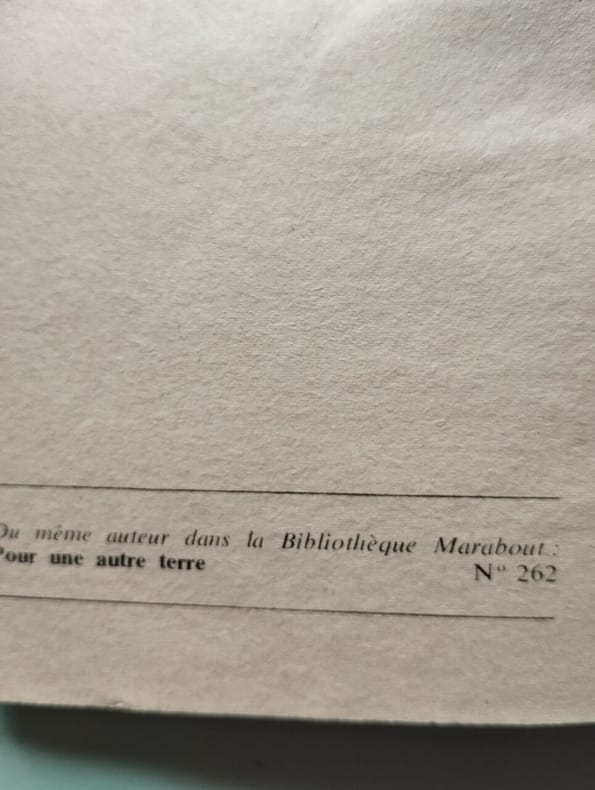 Du même auteur dans la Bibliothèque Marabout :
Pour une autre terre N° 262